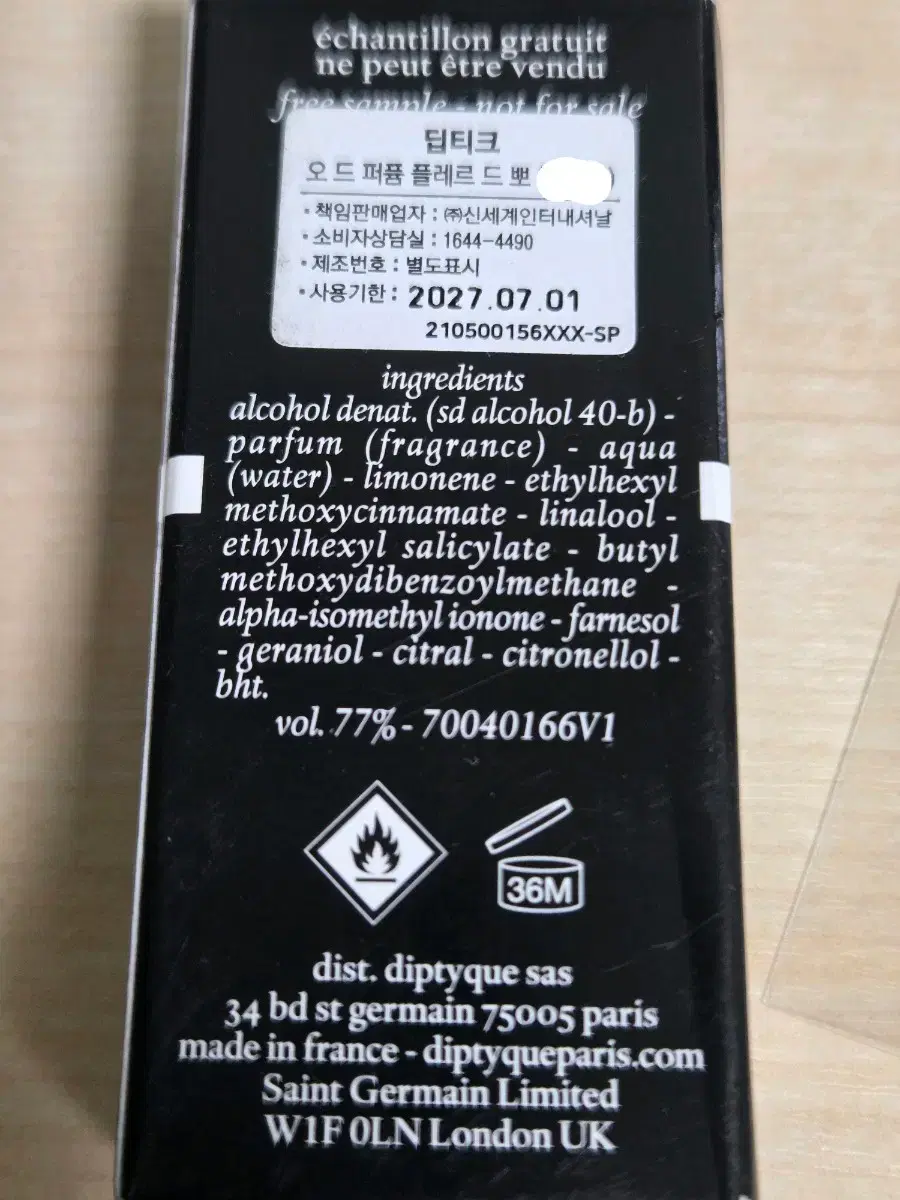 échantillon gratuit
ne peut être vendu
free sample - not for sale
딥티크
오 드 퍼퓸 플레르 드 뽀
• 책임판매업자 : ㈜신세계인터내셔날
• 소비자상담실 : 1644-4490
• 제조번호 : 별도표시
• 사용기한 : 2027.07.01
210500156XXX-SP
ingredients
alcohol denat. (sd alcohol 40-b) -
parfum (fragrance) - aqua
(water) - limonene - ethylhexyl
methoxycinnamate - linalool -
ethylhexyl salicylate - butyl
methoxydibenzoylmethane -
alpha-isomethyl ionone - farnesol
- geraniol - citral - citronellol -
bht.
vol. 77% - 70040166V1
36M
dist. diptyque sas
34 bd st germain 75005 paris
made in france - diptyqueparis.com
Saint Germain Limited
W1F 0LN London UK